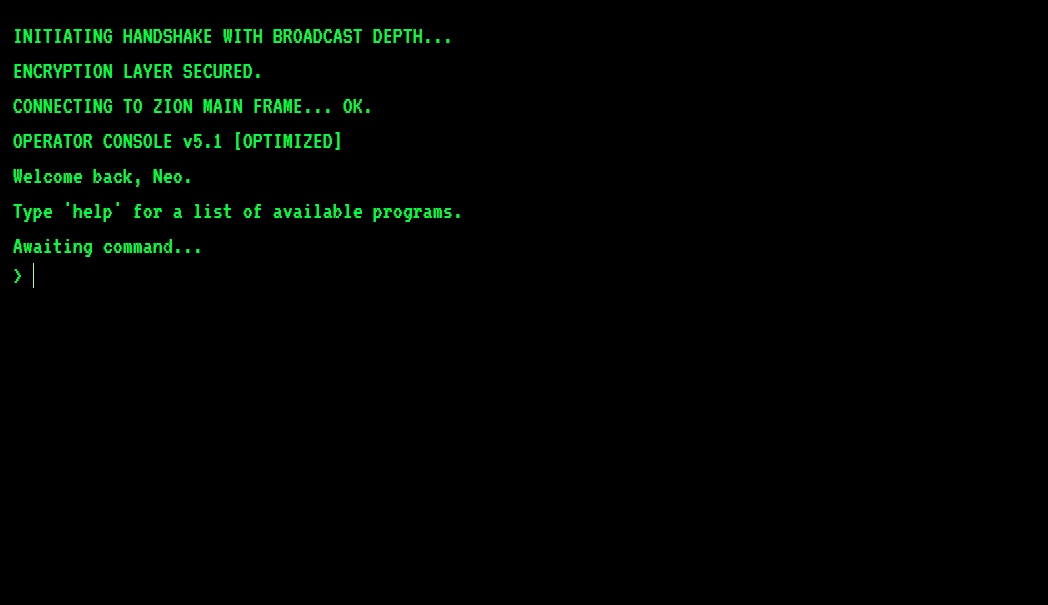 INITIATING HANDSHAKE WITH BROADCAST DEPTH...
ENCRYPTION LAYER SECURED.
CONNECTING TO ZION MAIN FRAME... OK.
OPERATOR CONSOLE v5.1 [OPTIMIZED]
Welcome back, Neo.
Type 'help' for a list of available programs.
Awaiting command...
❯